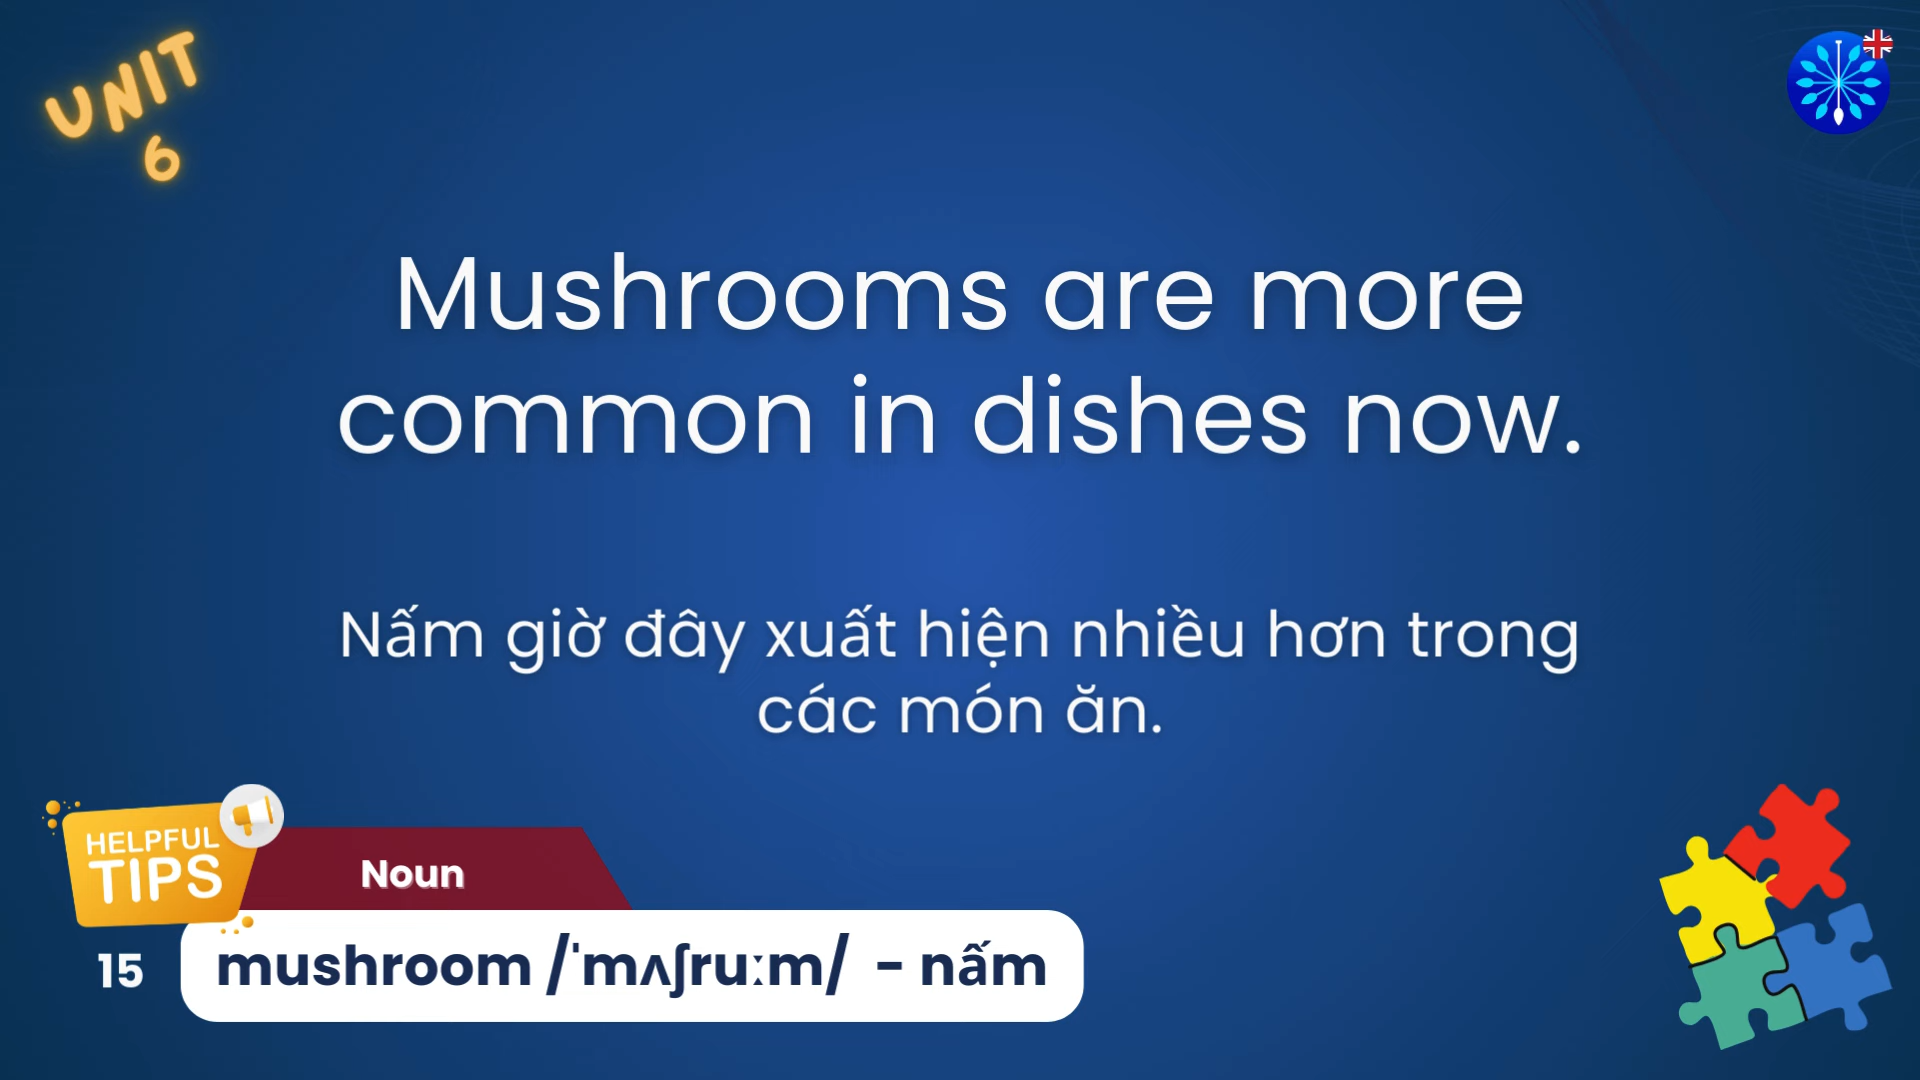 UNIT
6
Mushrooms are more
common in dishes now.
Nấm giờ đây xuất hiện nhiều hơn trong
các món ăn.
HELPFUL
TIPS
Noun
15
mushroom /ˈmʌʃruːm/ - nấm